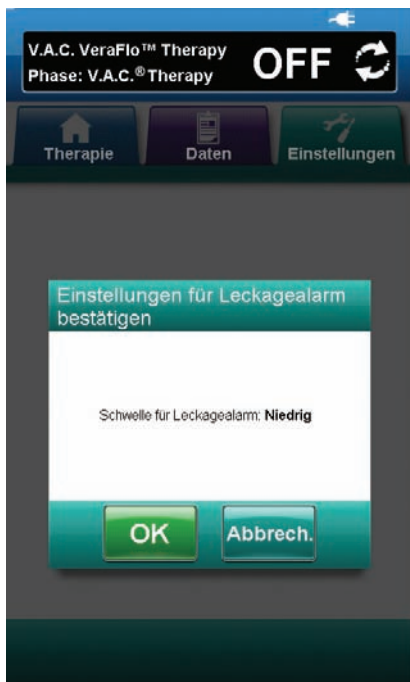 V.A.C. VeraFlo™ Therapy
Phase: V.A.C.® Therapy
OFF
Therapie
Daten
Einstellungen
Einstellungen für Leckagealarm
bestätigen
Schwelle für Leckagealarm: Niedrig
OK
Abbrech.